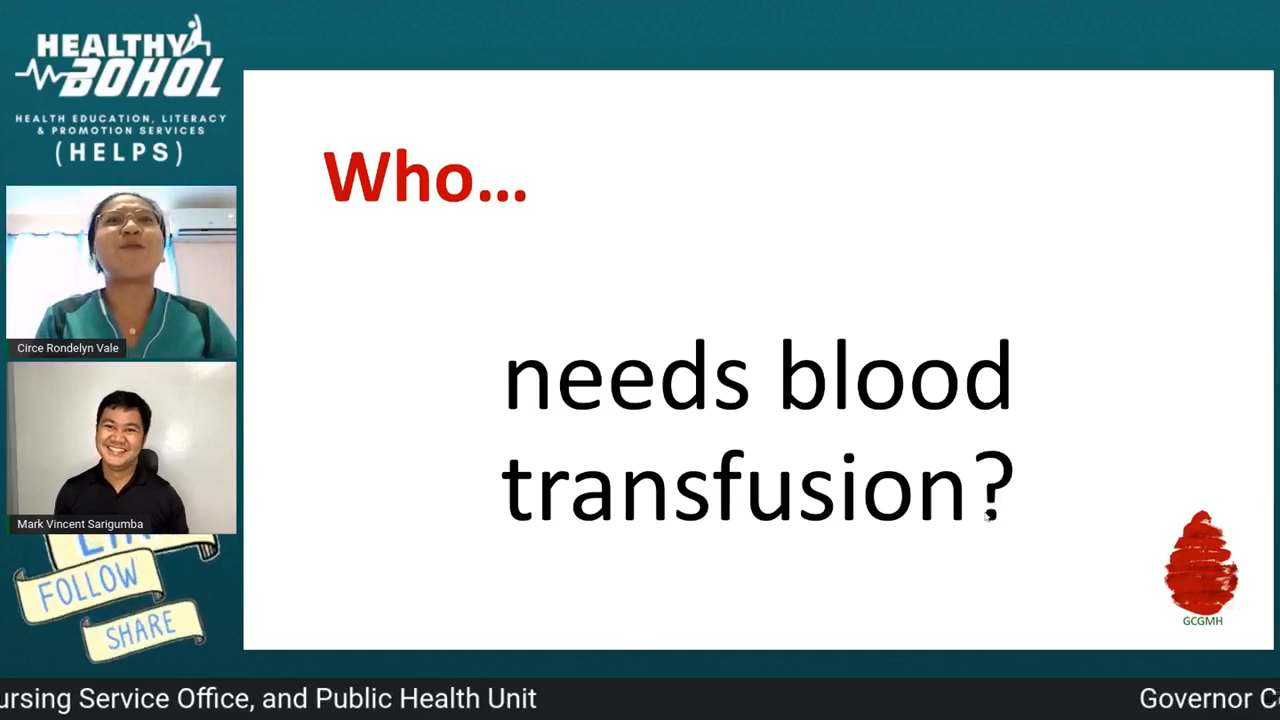 HEALTHY
BOHOL
HEALTH EDUCATION, LITERACY
& PROMOTION SERVICES
(HELPS)
Who...
needs blood
transfusion?
Circe Rondelyn Vale
Mark Vincent Sarigumba
FOLLOW
SHARE
GCGMH
Service Office, and Public Health Unit
Governor